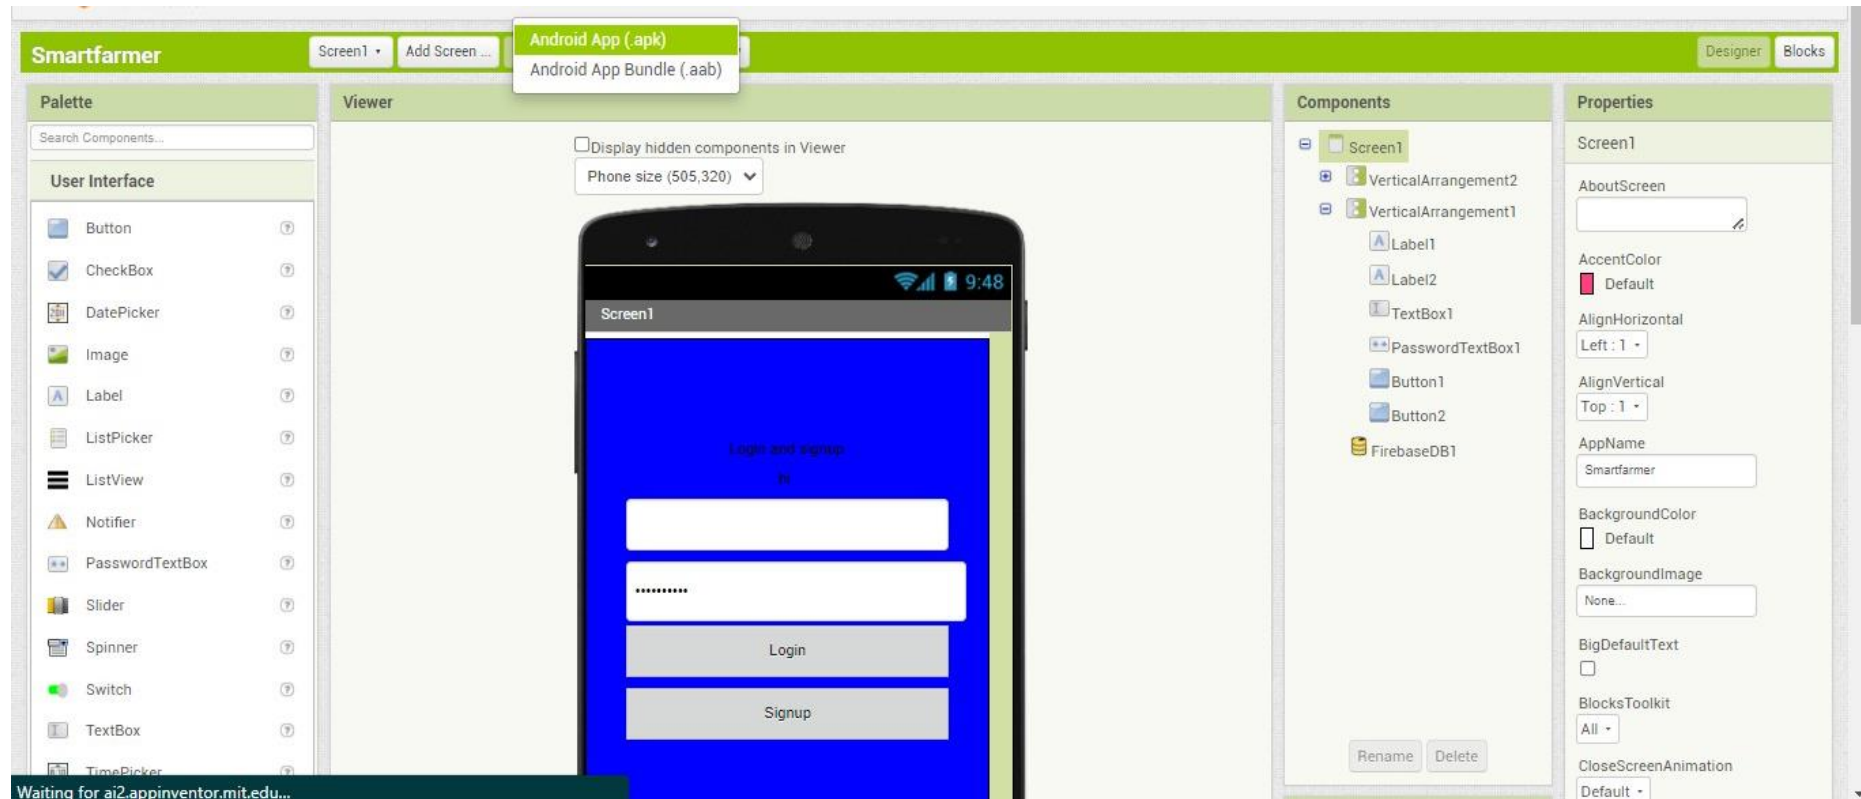 Android App (.apk)
Android App Bundle (.aab)
Smartfarmer
Screen1
Add Screen ...
Designer
Blocks
Palette
Search Components...
User Interface
Button
CheckBox
DatePicker
Image
Label
ListPicker
ListView
Notifier
PasswordTextBox
Slider
Spinner
Switch
TextBox
TimePicker
Waiting for ai2.appinventor.mit.edu...
Viewer
Display hidden components in Viewer
Phone size (505,320)
9:48
Screen1
Login and signup
hi
••••••••••
Login
Signup
Components
Screen1
VerticalArrangement2
VerticalArrangement1
Label1
Label2
TextBox1
PasswordTextBox1
Button1
Button2
FirebaseDB1
Rename
Delete
Properties
Screen1
AboutScreen
AccentColor
Default
AlignHorizontal
Left : 1
AlignVertical
Top : 1
AppName
Smartfarmer
BackgroundColor
Default
BackgroundImage
None...
BigDefaultText
BlocksToolkit
All
CloseScreenAnimation
Default